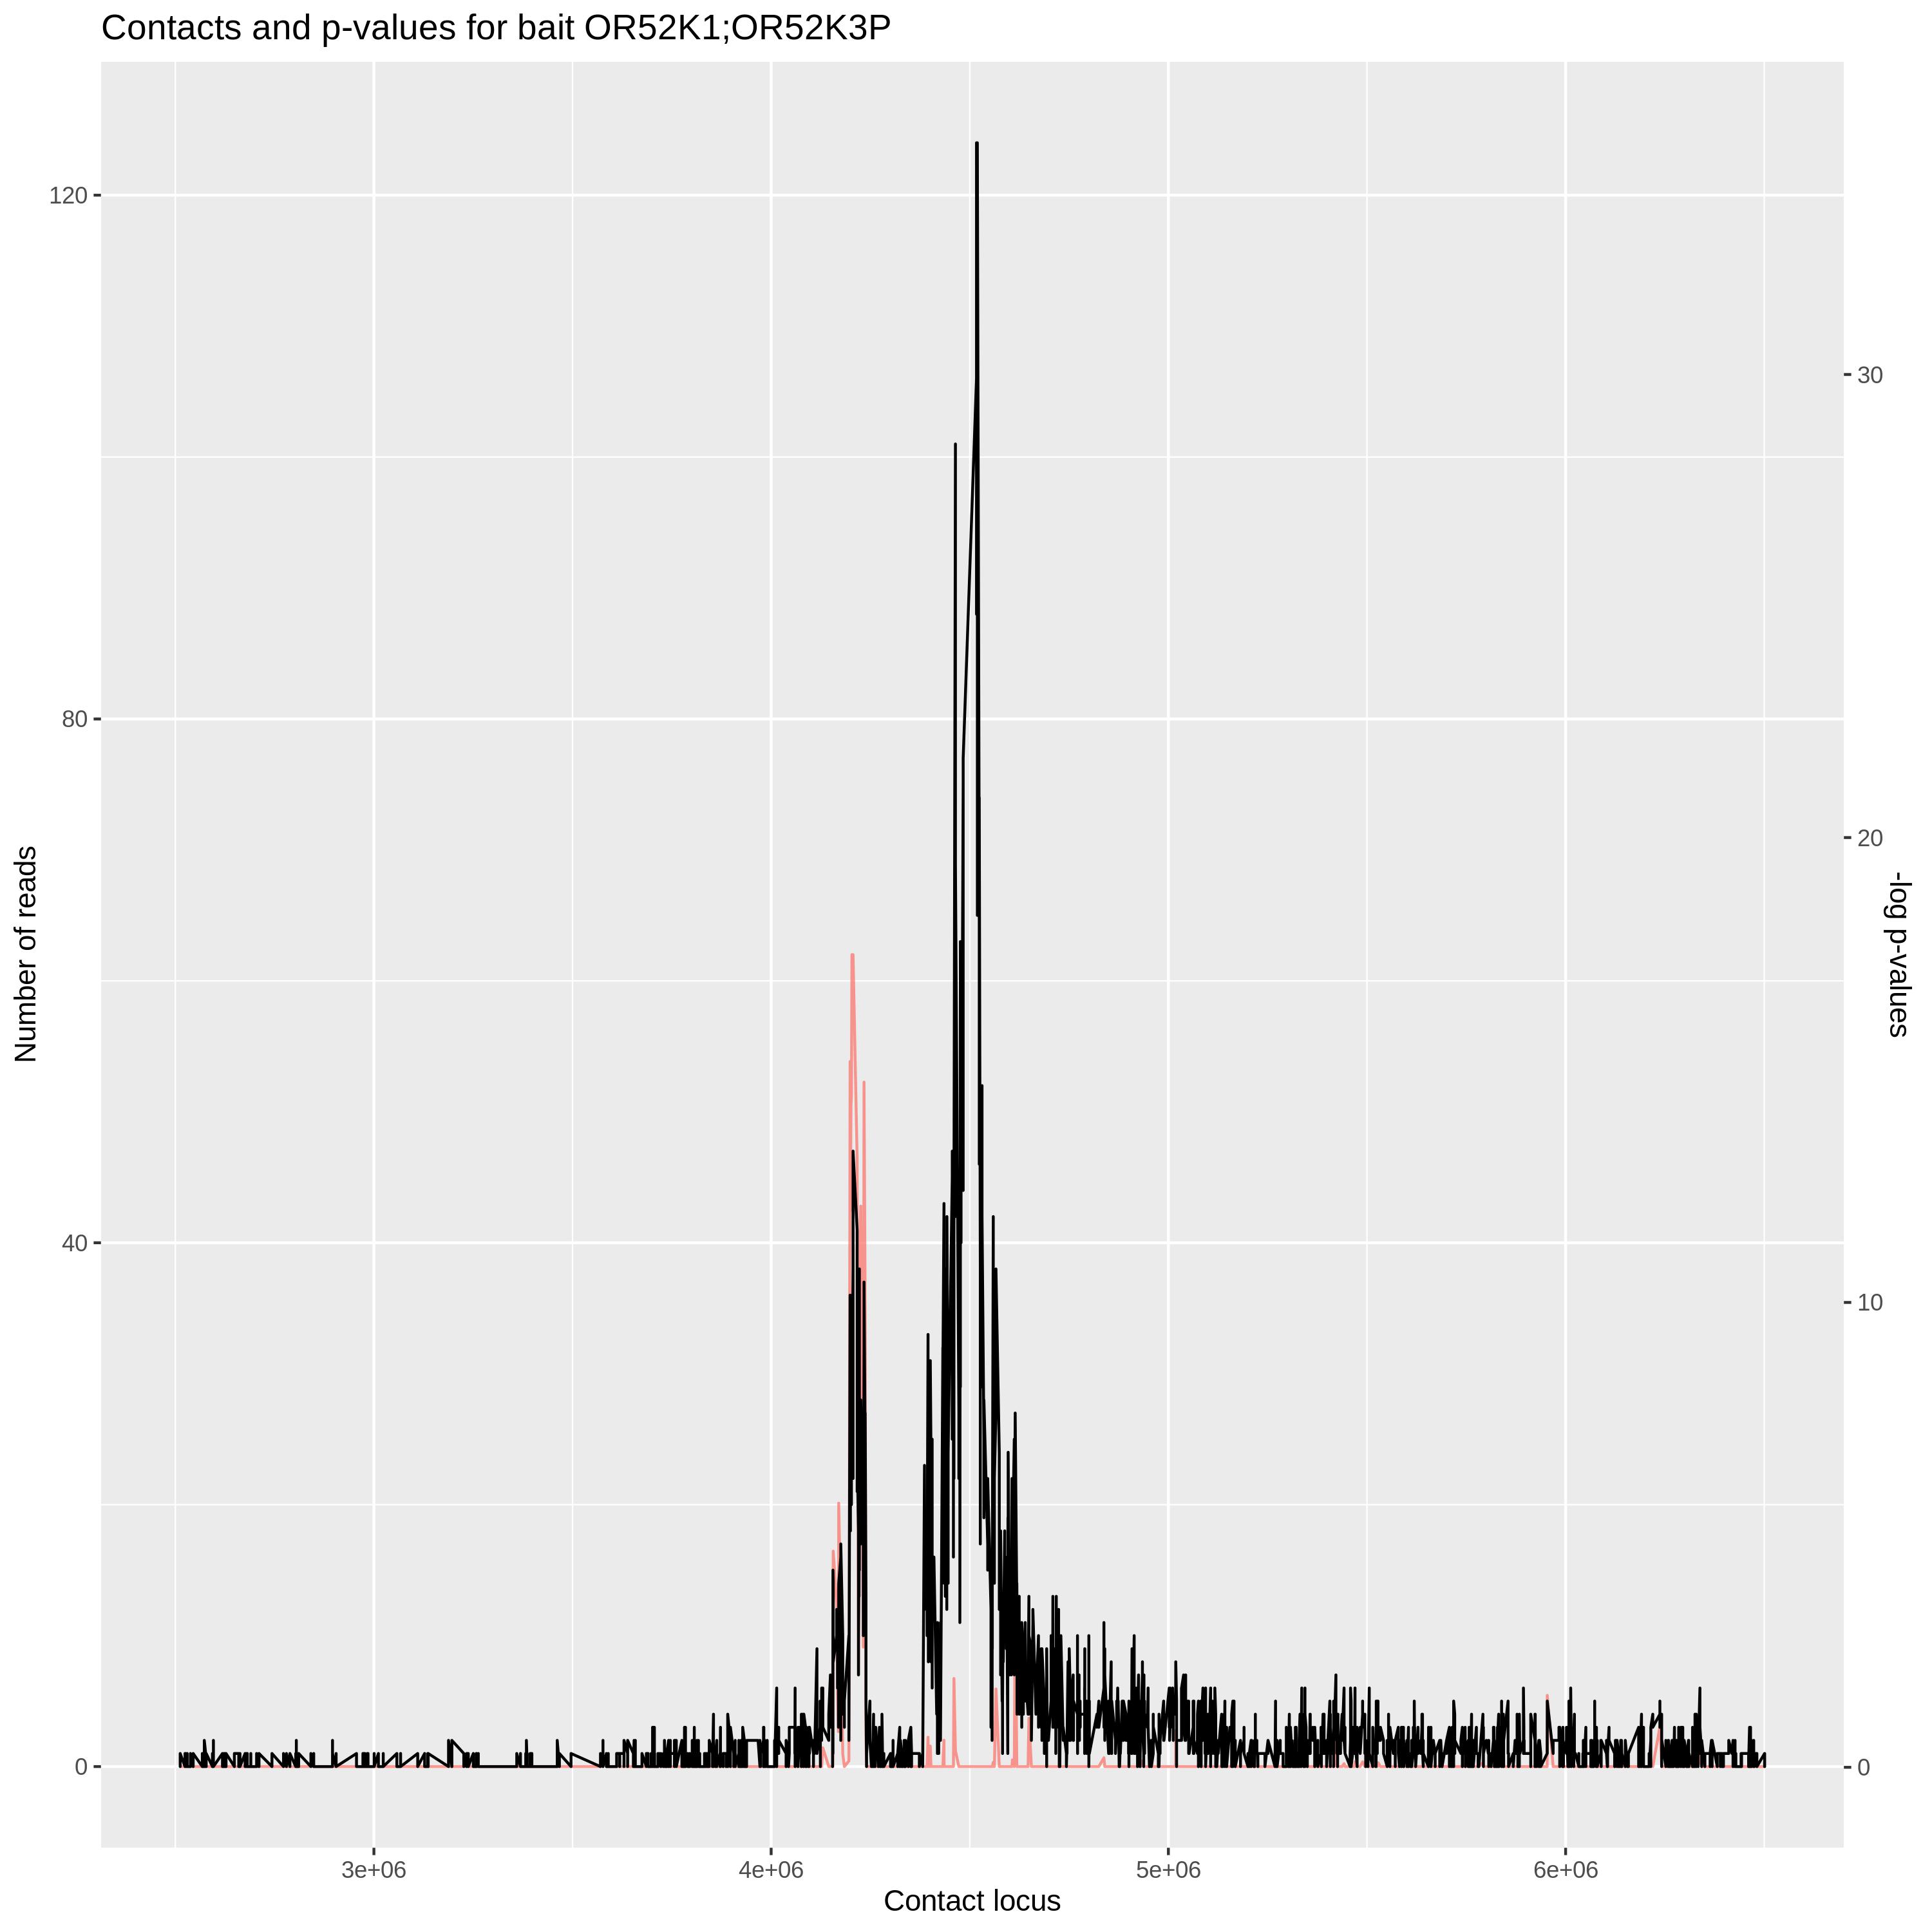 Contacts and p-values for bait OR52K1;OR52K3P
120
80
40
0
Number of reads
30
20
10
0
-log p-values
3e+06
4e+06
5e+06
6e+06
Contact locus